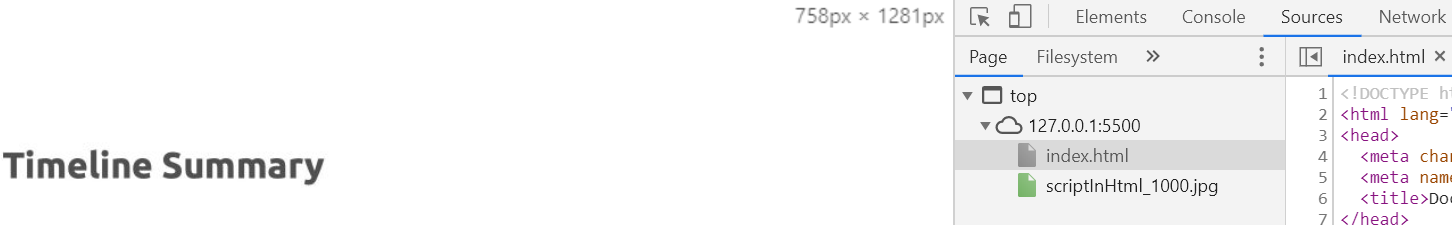 758px × 1281px
Timeline Summary
Elements Console Sources Network
Page Filesystem
top
127.0.0.1:5500
index.html
scriptInHtml_1000.jpg
index.html ×
1 <!DOCTYPE ht
2 <html lang="
3 <head>
4 <meta char
5 <meta name
6 <title>Doc
7 </head>